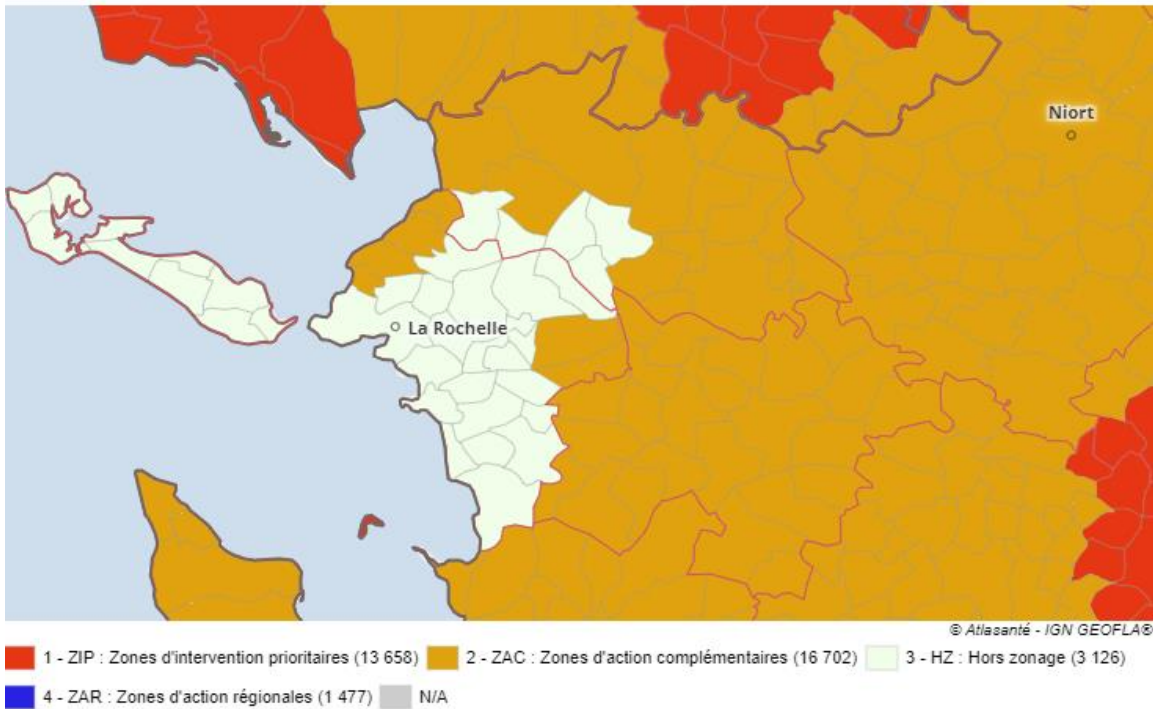 Niort
La Rochelle
© Atlasanté - IGN GEOFLA®
1 - ZIP : Zones d'intervention prioritaires (13 658) 2 - ZAC : Zones d'action complémentaires (16 702) 3 - HZ : Hors zonage (3 126)
4 - ZAR : Zones d'action régionales (1 477) N/A